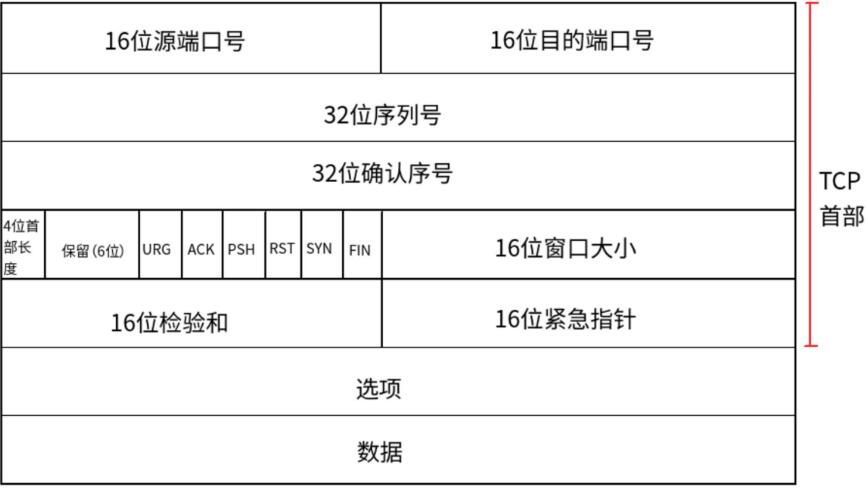 16位源端口号
16位目的端口号
32位序列号
32位确认序号
TCP
首部
4位首
部长
度
保留(6位)
URG
ACK
PSH
RST
SYN
FIN
16位窗口大小
16位检验和
16位紧急指针
选项
数据